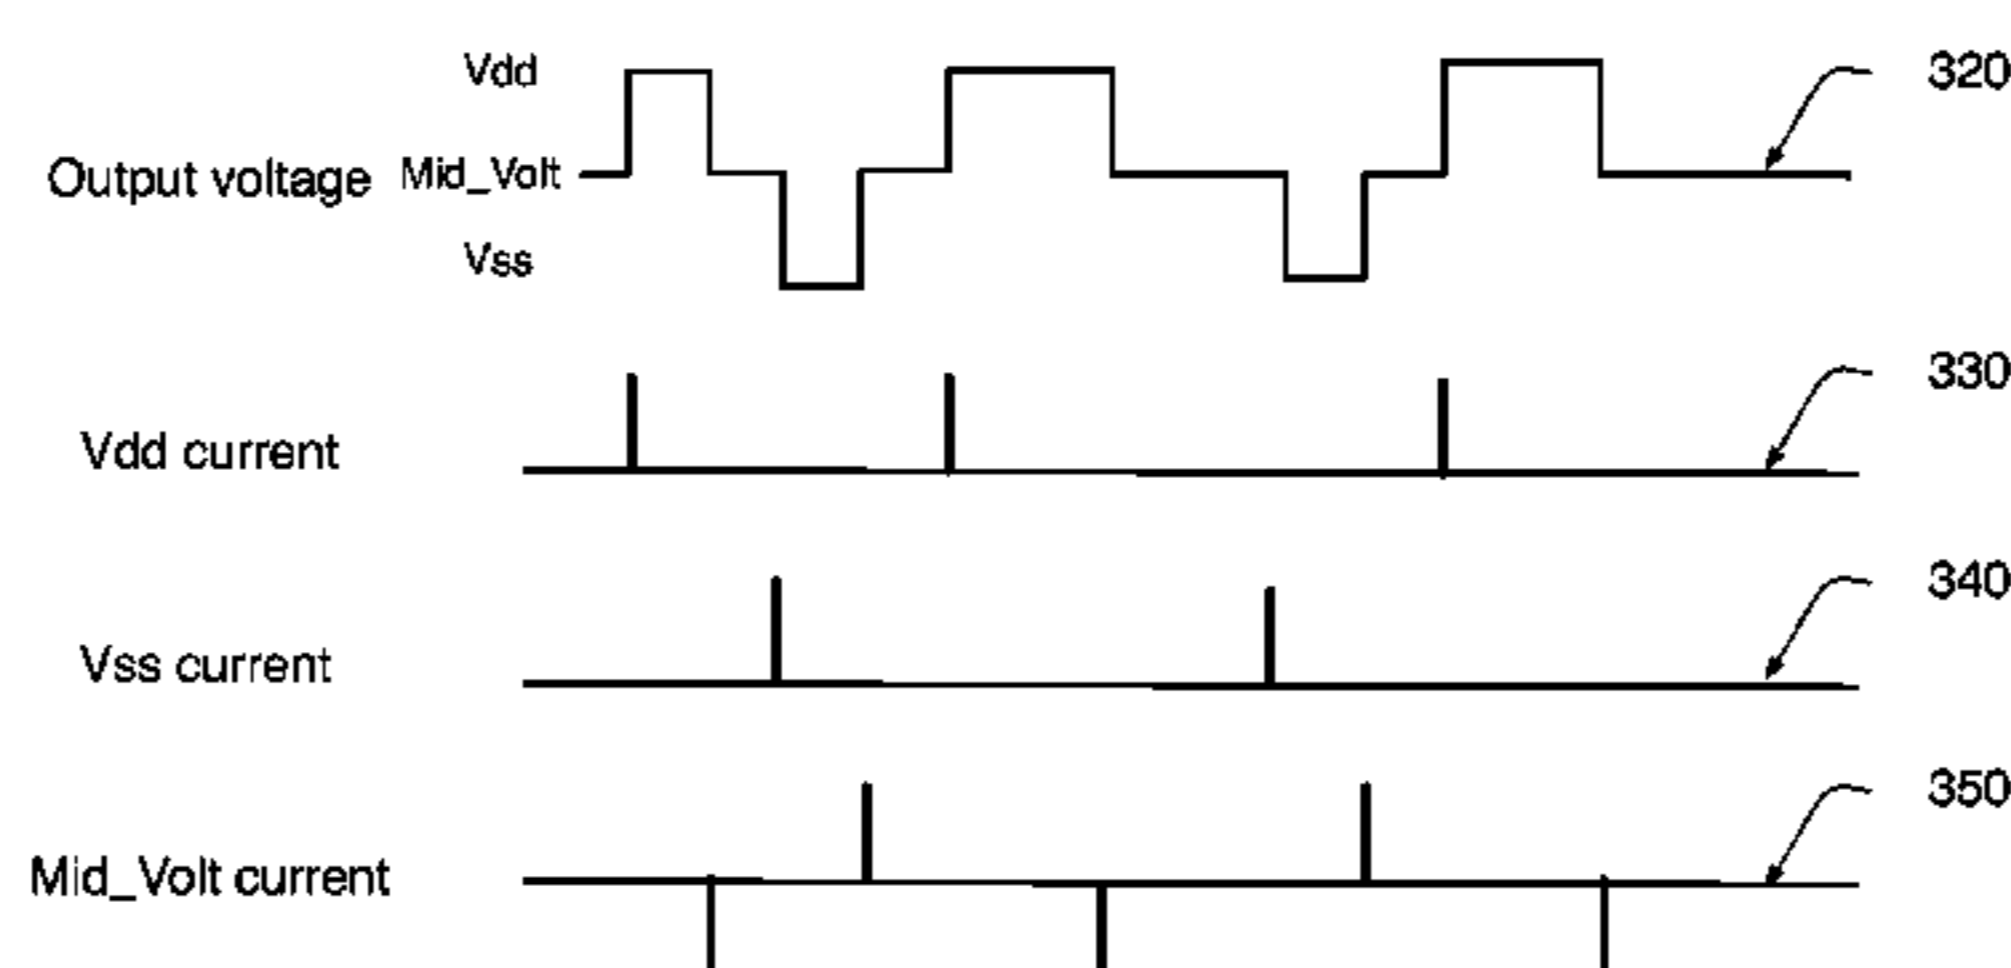 Vdd
320
Output voltage Mid_Volt
Vss
330
Vdd current
340
Vss current
350
Mid_Volt current